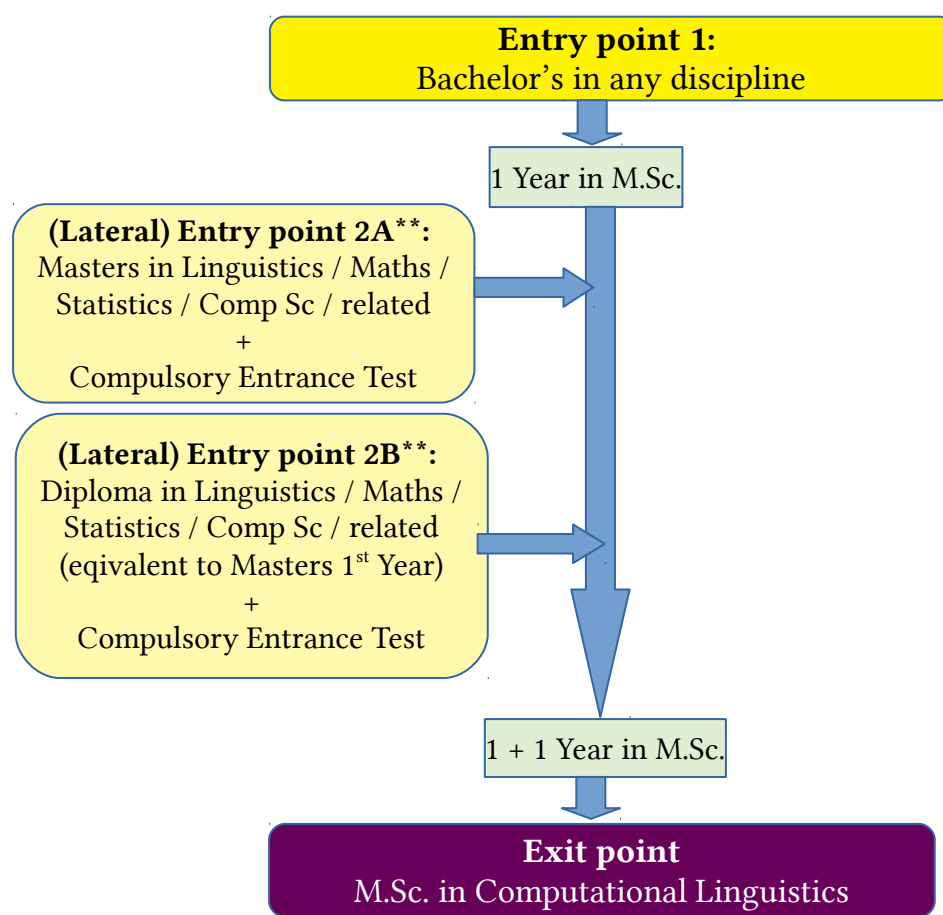 Entry point 1:
Bachelor’s in any discipline
1 Year in M.Sc.
(Lateral) Entry point 2A**:
Masters in Linguistics / Maths /
Statistics / Comp Sc / related
+
Compulsory Entrance Test
(Lateral) Entry point 2B**:
Diploma in Linguistics / Maths /
Statistics / Comp Sc / related
(eqivalent to Masters 1st Year)
+
Compulsory Entrance Test
1 + 1 Year in M.Sc.
Exit point
M.Sc. in Computational Linguistics